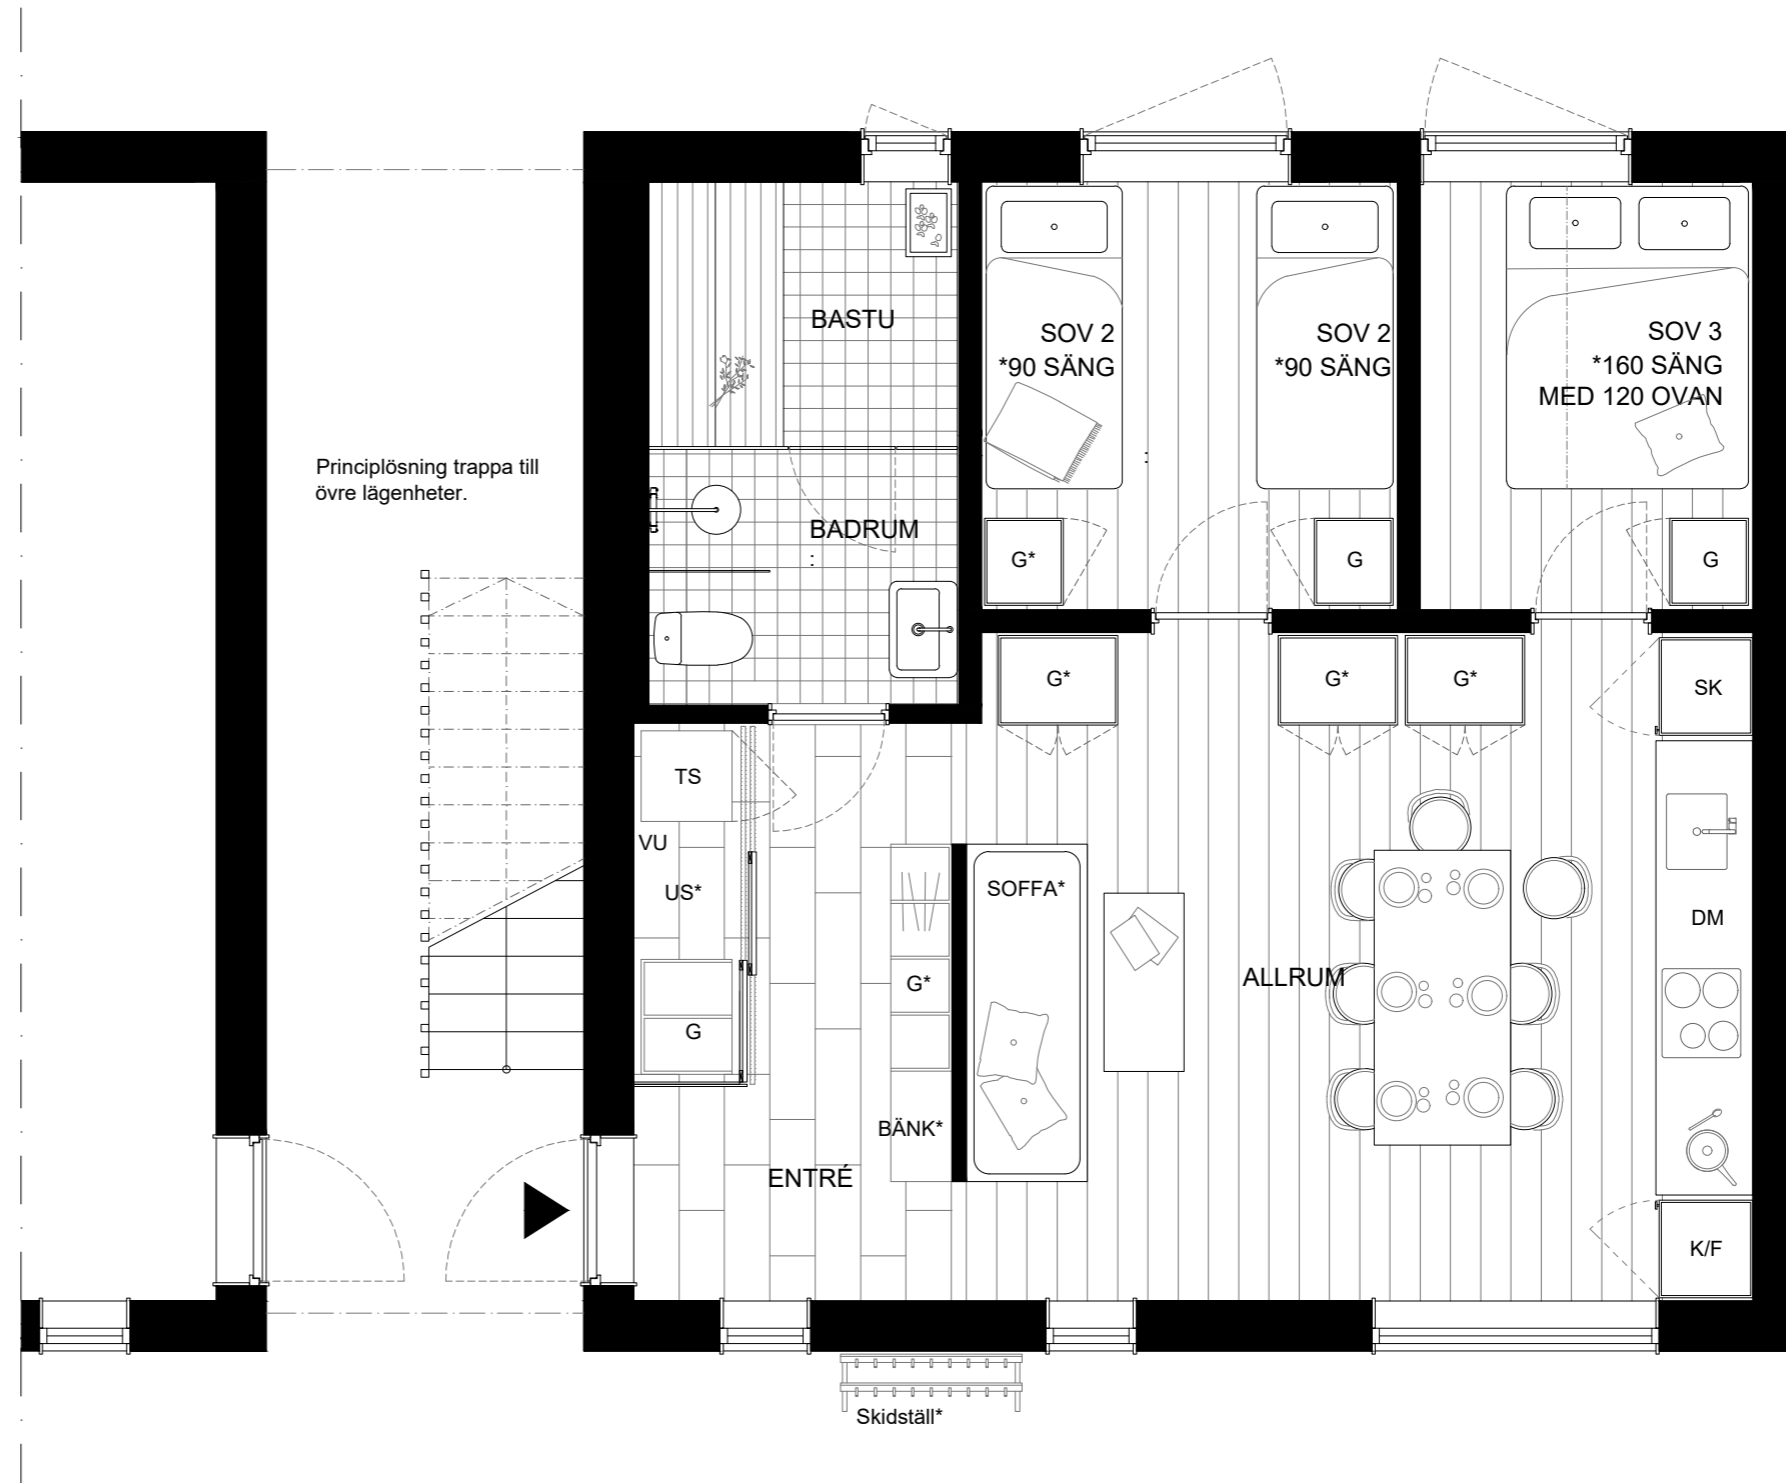 BASTU
SOV 2
*90 SÄNG
SOV 2
*90 SÄNG
SOV 3
*160 SÄNG
MED 120 OVAN
Principlösning trappa till
övre lägenheter.
BADRUM
G*
G
G
G*
G*
G*
SK
TS
VU
US*
SOFFA*
DM
ALLRUM
G*
G
BÄNK*
ENTRÉ
K/F
Skidställ*